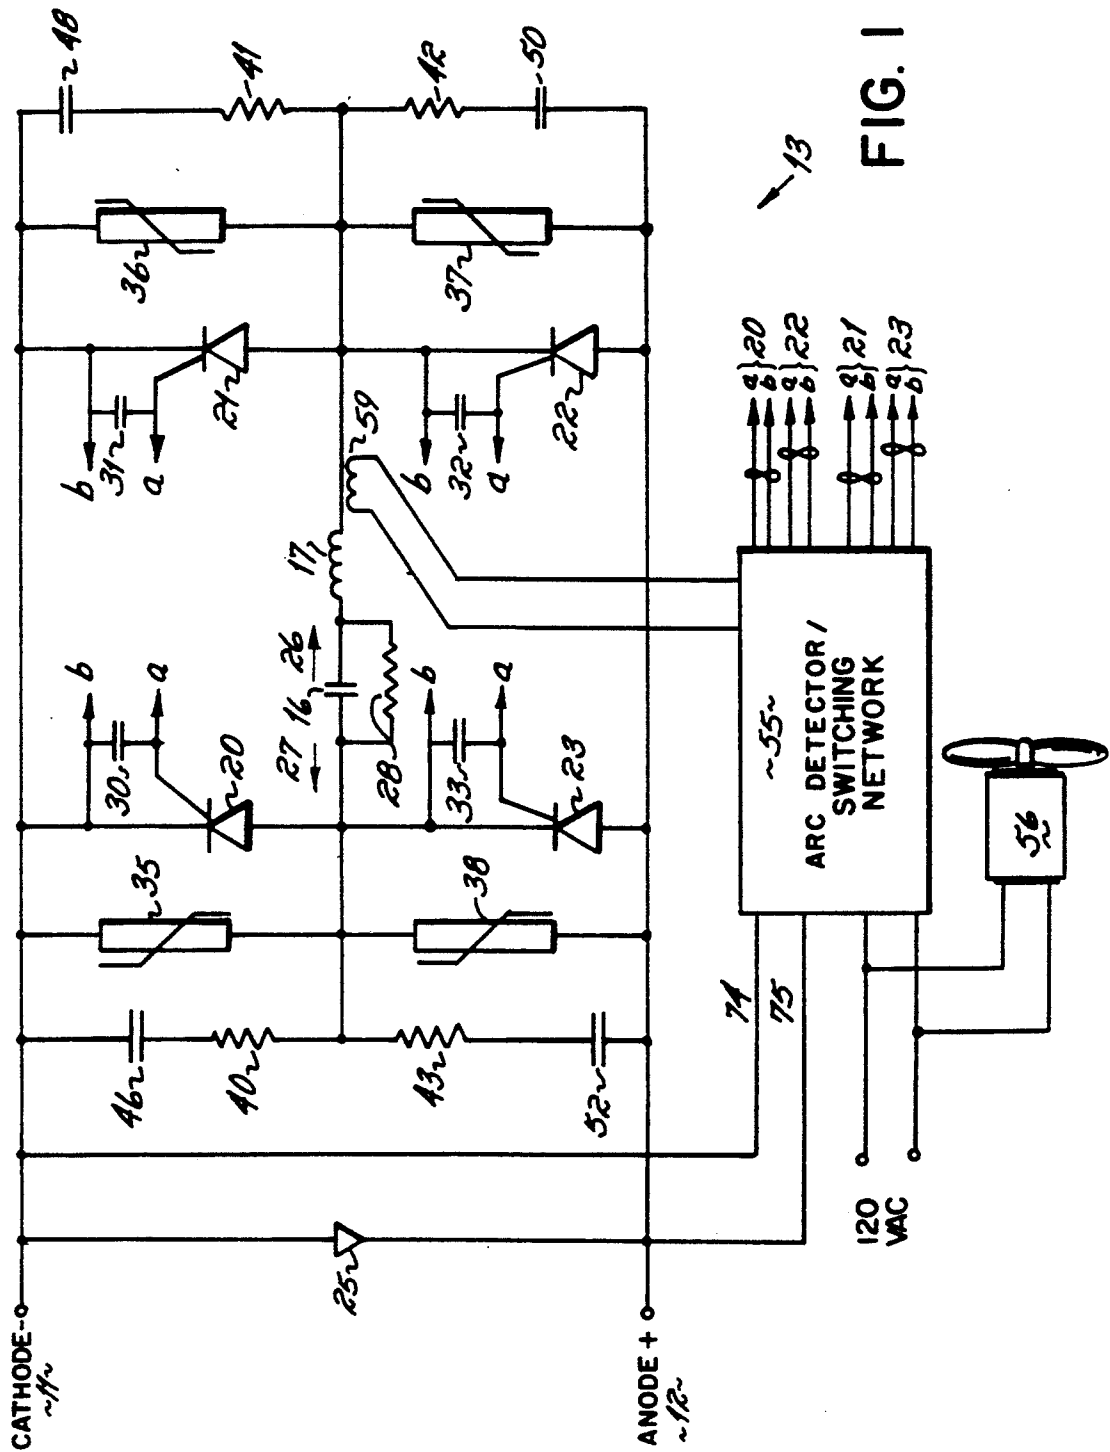 CATHODE -
~11~
ANODE +
~12~
25
46
40
43
52
35
38
30
b
a
20
33
b
a
23
27
16
26
28
17
59
b
31
a
21
b
32
a
22
36
37
48
41
42
50
13
74
75
120
VAC
~55~
ARC DETECTOR/
SWITCHING
NETWORK
56
a
b } 20
a
b } 22
a
b } 21
a
b } 23
FIG. 1